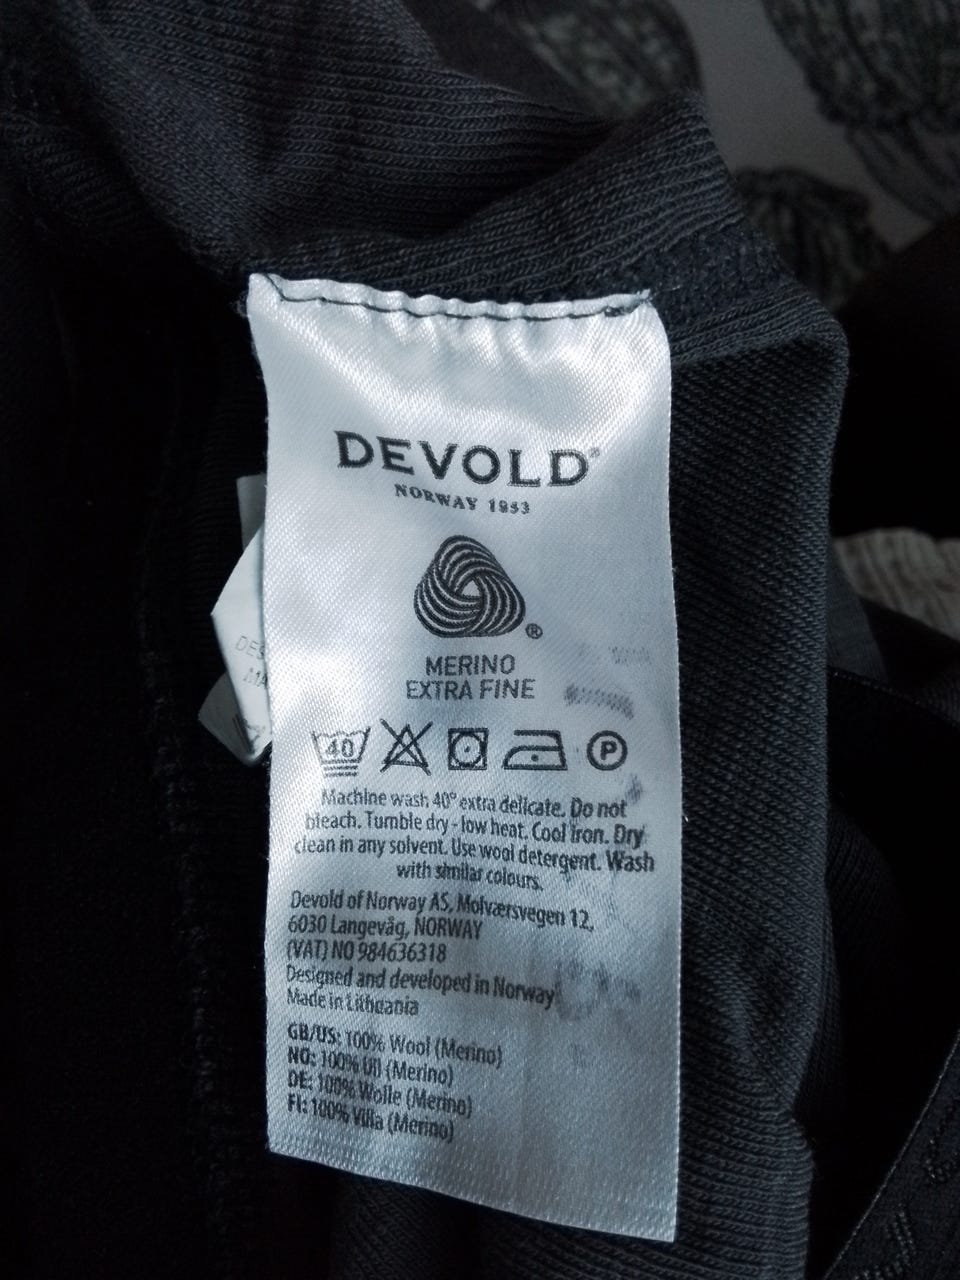 DEVOLD®
NORWAY 1853
®
MERINO
EXTRA FINE
40
P
Machine wash 40° extra delicate. Do not
bleach. Tumble dry - low heat. Cool iron. Dry
clean in any solvent. Use wool detergent. Wash
with similar colours.
Devold of Norway AS, Molværsvegen 12,
6030 Langevåg, NORWAY
(VAT) NO 984636318
Designed and developed in Norway
Made in Lithuania
GB/US: 100% Wool (Merino)
NO: 100% Ull (Merino)
DE: 100% Wolle (Merino)
FI: 100% Villa (Merino)
DES
MA